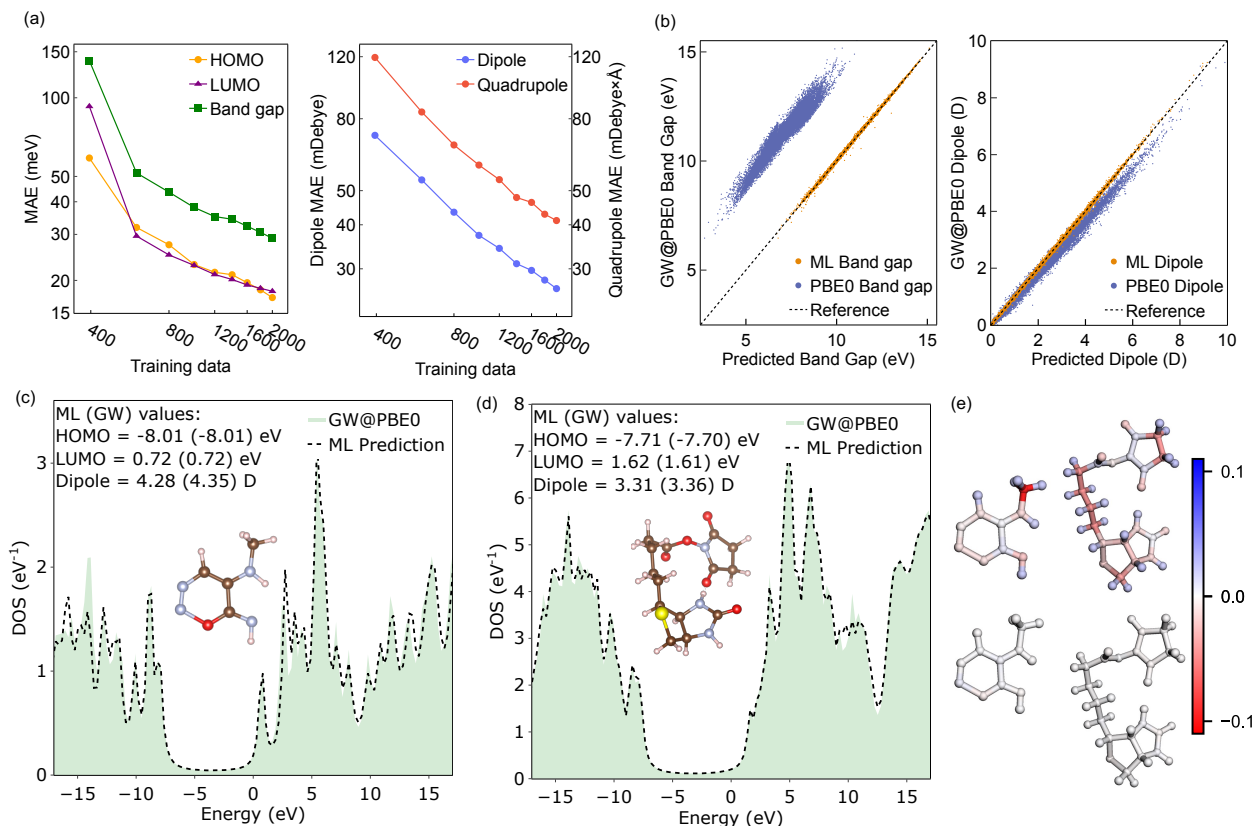 (a)
150
100
50
40
30
20
15
MAE (meV)
HOMO
LUMO
Band gap
400
800
1200
1600
2000
Training data
120
80
50
40
30
Dipole MAE (mDebye)
Dipole
Quadrupole
120
80
50
40
30
Quadrupole MAE (mDebye×Å)
400
800
1200
1600
2000
Training data
(b)
15
10
5
GW@PBE0 Band Gap (eV)
ML Band gap
PBE0 Band gap
Reference
5
10
15
Predicted Band Gap (eV)
10
8
6
4
2
0
GW@PBE0 Dipole (D)
ML Dipole
PBE0 Dipole
Reference
0
2
4
6
8
10
Predicted Dipole (D)
(c)
ML (GW) values:
HOMO = -8.01 (-8.01) eV
LUMO = 0.72 (0.72) eV
Dipole = 4.28 (4.35) D
GW@PBE0
ML Prediction
3
2
1
0
DOS (eV⁻¹)
−15
−10
−5
0
5
10
15
Energy (eV)
(d)
ML (GW) values:
HOMO = -7.71 (-7.70) eV
LUMO = 1.62 (1.61) eV
Dipole = 3.31 (3.36) D
GW@PBE0
ML Prediction
8
7
6
5
4
3
2
1
0
DOS (eV⁻¹)
−15
−10
−5
0
5
10
15
Energy (eV)
(e)
0.1
0.0
−0.1